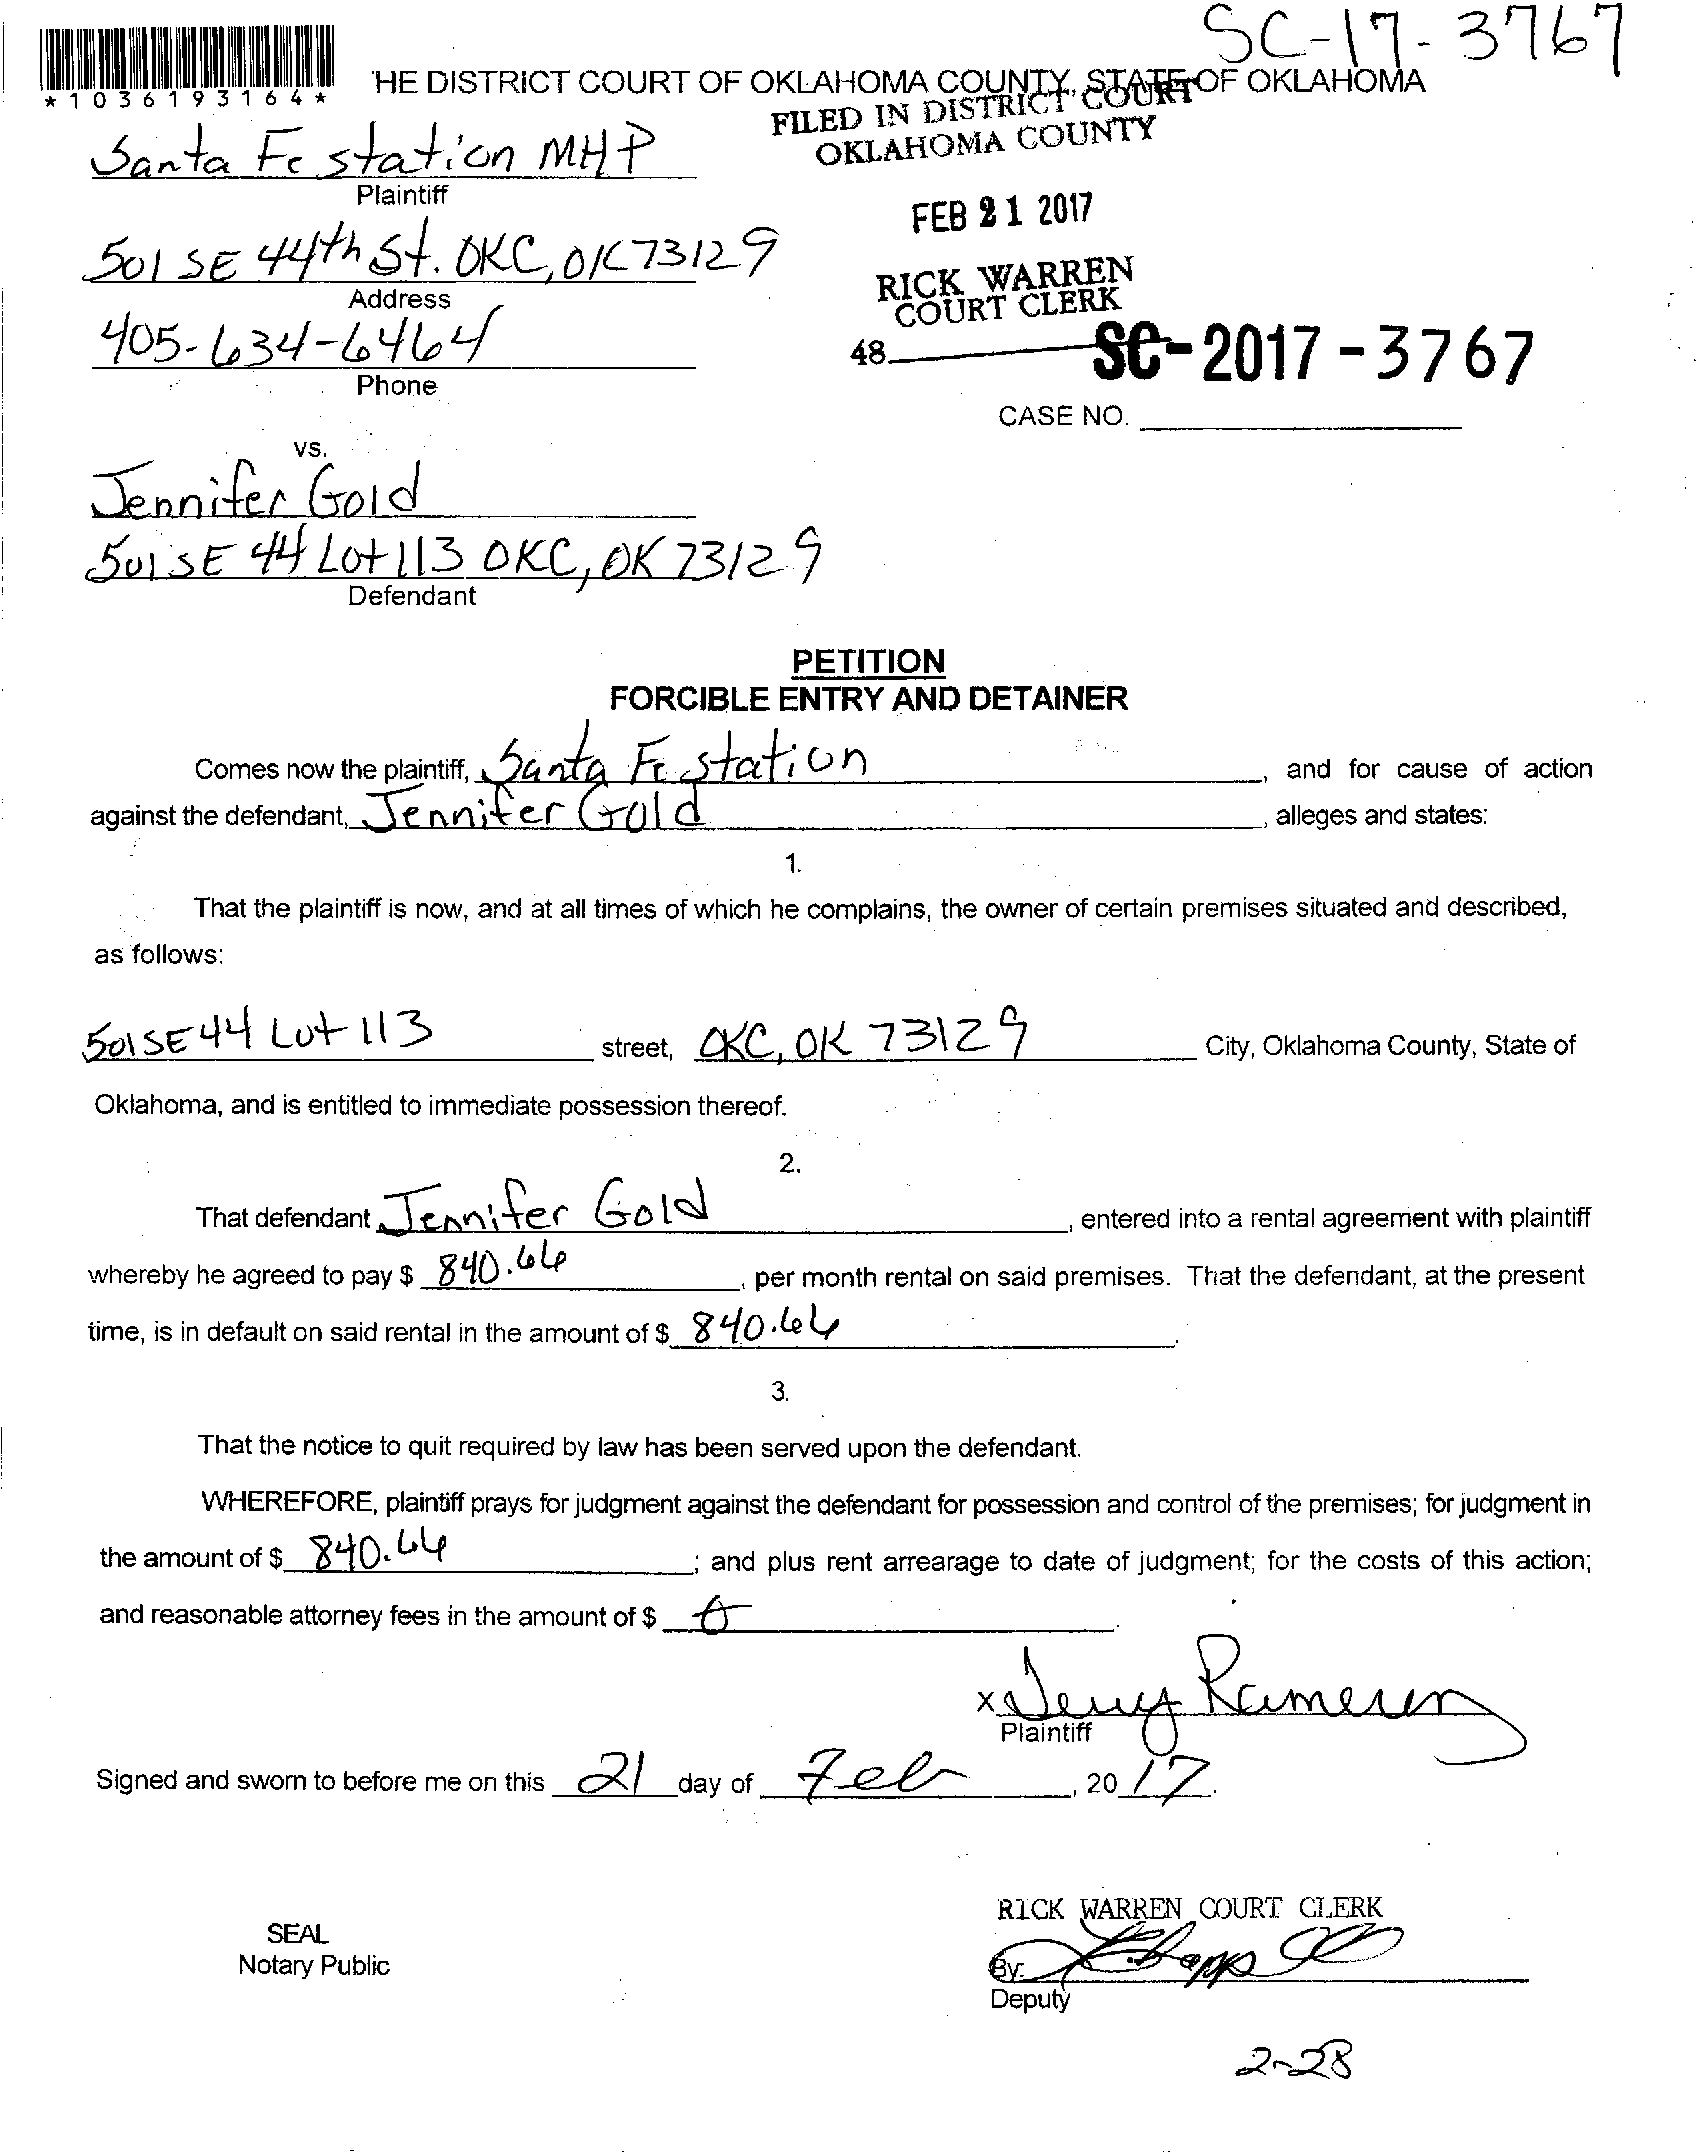 SC-17-3767
*1036193164*
HE DISTRICT COURT OF OKLAHOMA COUNTY, STATE OF OKLAHOMA
FILED IN DISTRICT COURT
OKLAHOMA COUNTY
Santa Fe station MHP
Plaintiff
FEB 21 2017
501 SE 44th St. OKC, OK 73129
Address
RICK WARREN
COURT CLERK
405-634-6464
Phone
48
SC-2017-3767
CASE NO.
vs.
Jennifer Gold
501 SE 44 Lot 113 OKC, OK 73129
Defendant
PETITION
FORCIBLE ENTRY AND DETAINER
Comes now the plaintiff, Santa Fe station, and for cause of action
against the defendant, Jennifer Gold, alleges and states:
1.
That the plaintiff is now, and at all times of which he complains, the owner of certain premises situated and described,
as follows:
501 SE 44 Lot 113 street, OKC, OK 73129 City, Oklahoma County, State of
Oklahoma, and is entitled to immediate possession thereof.
2.
That defendant Jennifer Gold, entered into a rental agreement with plaintiff
whereby he agreed to pay $ 840.66, per month rental on said premises. That the defendant, at the present
time, is in default on said rental in the amount of $ 840.66.
3.
That the notice to quit required by law has been served upon the defendant.
WHEREFORE, plaintiff prays for judgment against the defendant for possession and control of the premises; for judgment in
the amount of $ 840.66; and plus rent arrearage to date of judgment; for the costs of this action;
and reasonable attorney fees in the amount of $ 0.
x
Plaintiff
Signed and sworn to before me on this 21 day of Feb, 2017.
RICK WARREN COURT CLERK
SEAL
Notary Public
By:
Deputy
2-28